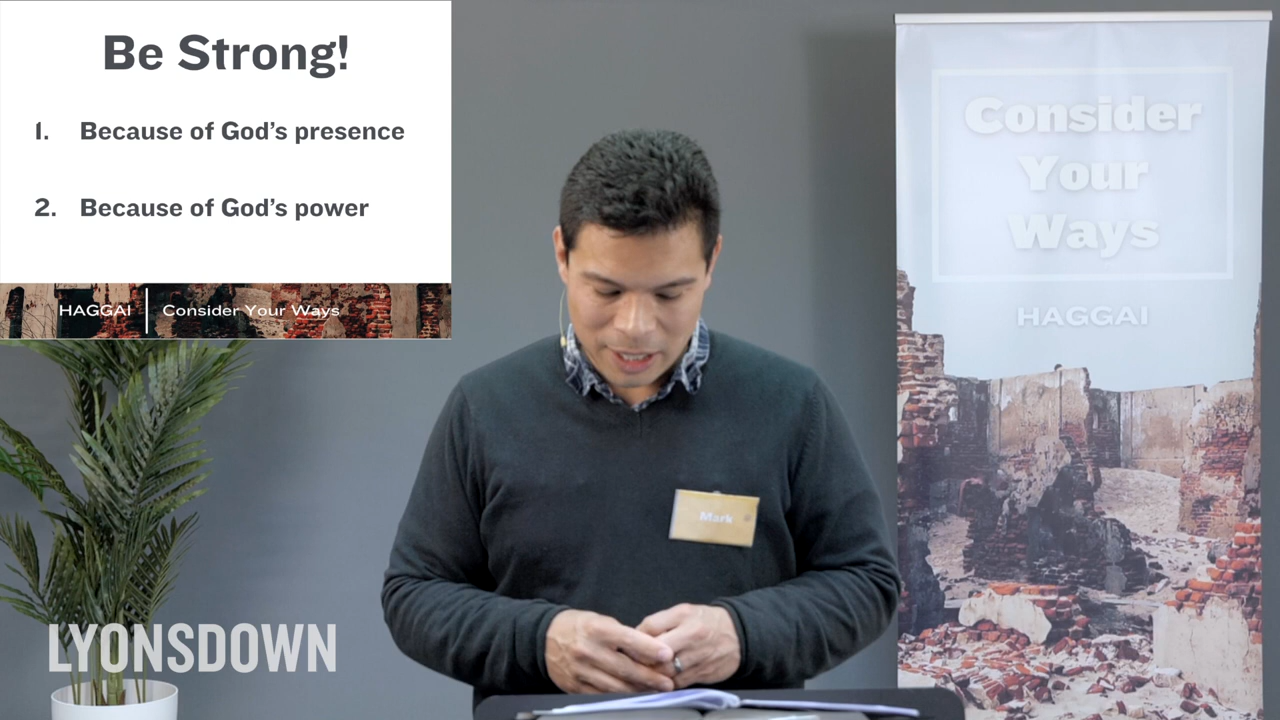 Be Strong!
1. Because of God's presence
2. Because of God's power
HAGGAI | Consider Your Ways
Consider
Your
Ways
HAGGAI
Mark
LYONSDOWN